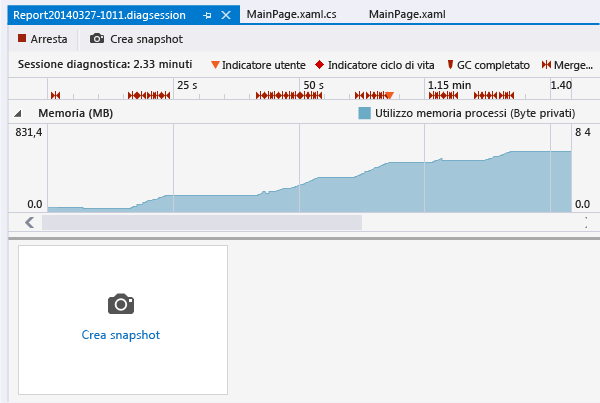 Report20140327-1011.diagsession MainPage.xaml.cs MainPage.xaml
Arresta Crea snapshot
Sessione diagnostica: 2.33 minuti Indicatore utente Indicatore ciclo di vita GC completato Merge...
25 s 50 s 1.15 min 1.40
Memoria (MB) Utilizzo memoria processi (Byte privati)
831,4 8 4
0.0 0.0
Crea snapshot